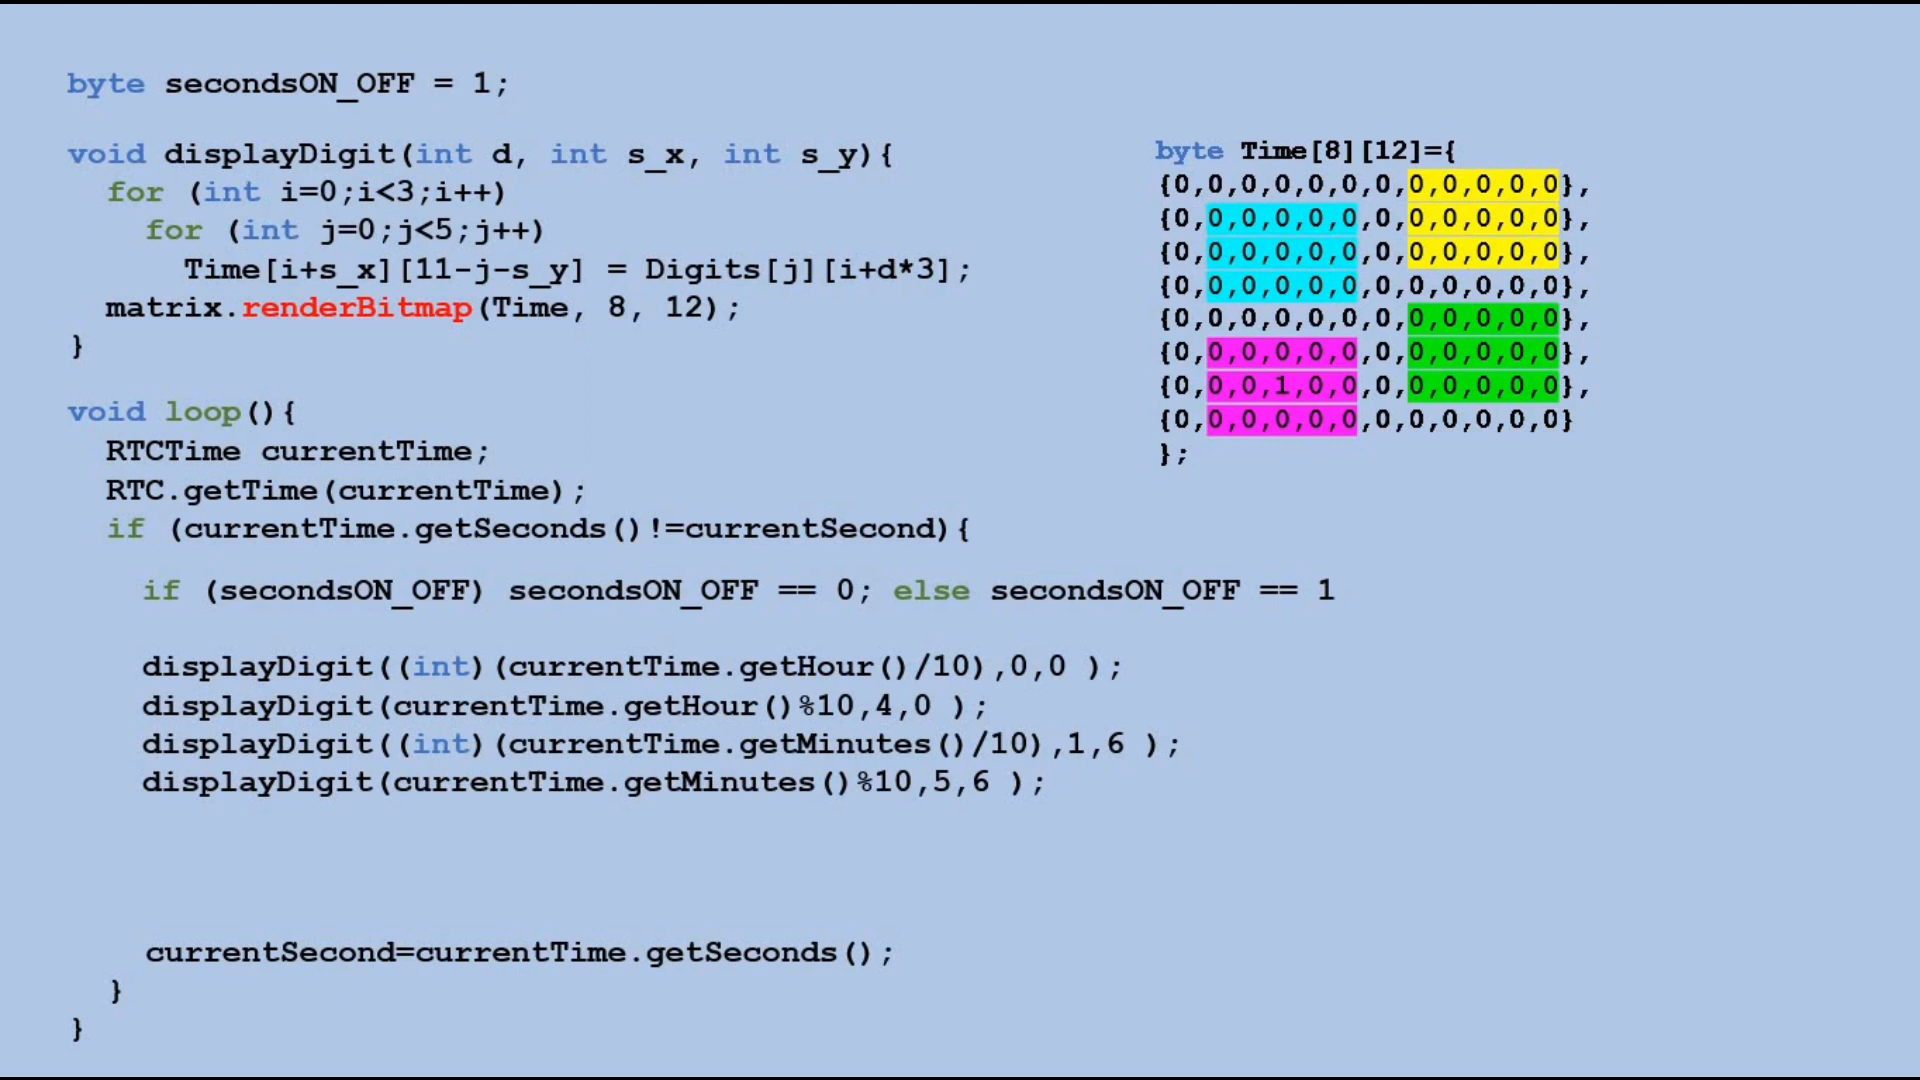 byte secondsON_OFF = 1;
void displayDigit(int d, int s_x, int s_y){
for (int i=0;i<3;i++)
for (int j=0;j<5;j++)
Time[i+s_x][11-j-s_y] = Digits[j][i+d*3];
matrix.renderBitmap(Time, 8, 12);
}
void loop(){
RTCTime currentTime;
RTC.getTime(currentTime);
if (currentTime.getSeconds()!=currentSecond){
if (secondsON_OFF) secondsON_OFF == 0; else secondsON_OFF == 1
displayDigit((int)(currentTime.getHour()/10),0,0 );
displayDigit(currentTime.getHour()%10,4,0 );
displayDigit((int)(currentTime.getMinutes()/10),1,6 );
displayDigit(currentTime.getMinutes()%10,5,6 );
currentSecond=currentTime.getSeconds();
}
}
byte Time[8][12]={
{0,0,0,0,0,0,0,0,0,0,0,0},
{0,0,0,0,0,0,0,0,0,0,0,0},
{0,0,0,0,0,0,0,0,0,0,0,0},
{0,0,0,0,0,0,0,0,0,0,0,0},
{0,0,0,0,0,0,0,0,0,0,0,0},
{0,0,0,0,0,0,0,0,0,0,0,0},
{0,0,0,1,0,0,0,0,0,0,0,0},
{0,0,0,0,0,0,0,0,0,0,0,0}
};